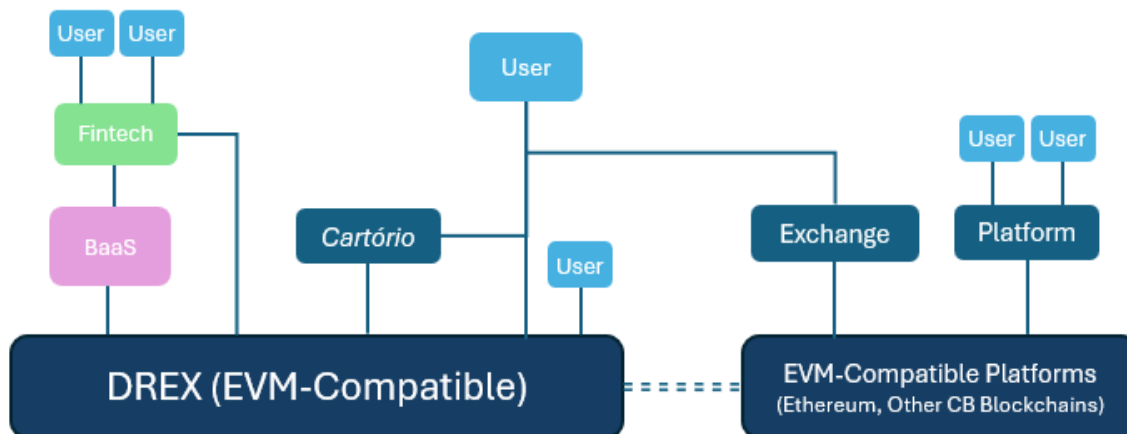 User
User
User
Fintech
User
User
BaaS
Cartório
Exchange
Platform
User
DREX (EVM-Compatible)
EVM-Compatible Platforms
(Ethereum, Other CB Blockchains)